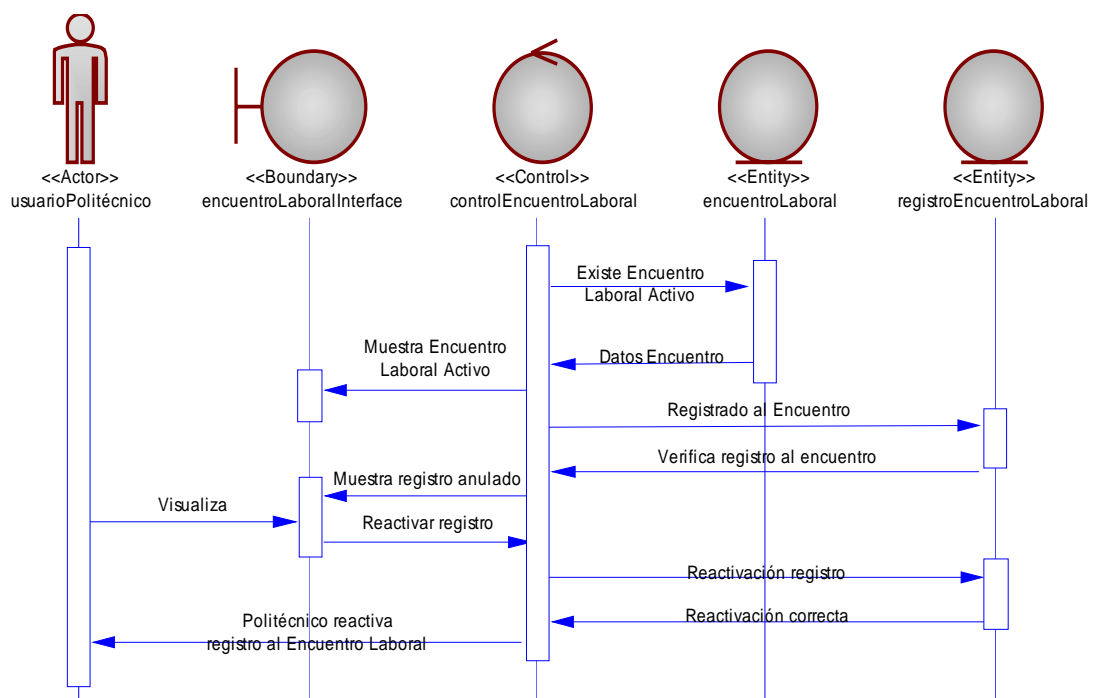 <<Actor>>
usuarioPolitécnico
<<Boundary>>
encuentroLaboralInterface
<<Control>>
controlEncuentroLaboral
<<Entity>>
encuentroLaboral
<<Entity>>
registroEncuentroLaboral
Existe Encuentro
Laboral Activo
Datos Encuentro
Muestra Encuentro
Laboral Activo
Registrado al Encuentro
Verifica registro al encuentro
Muestra registro anulado
Visualiza
Reactivar registro
Reactivación registro
Reactivación correcta
Politécnico reactiva
registro al Encuentro Laboral